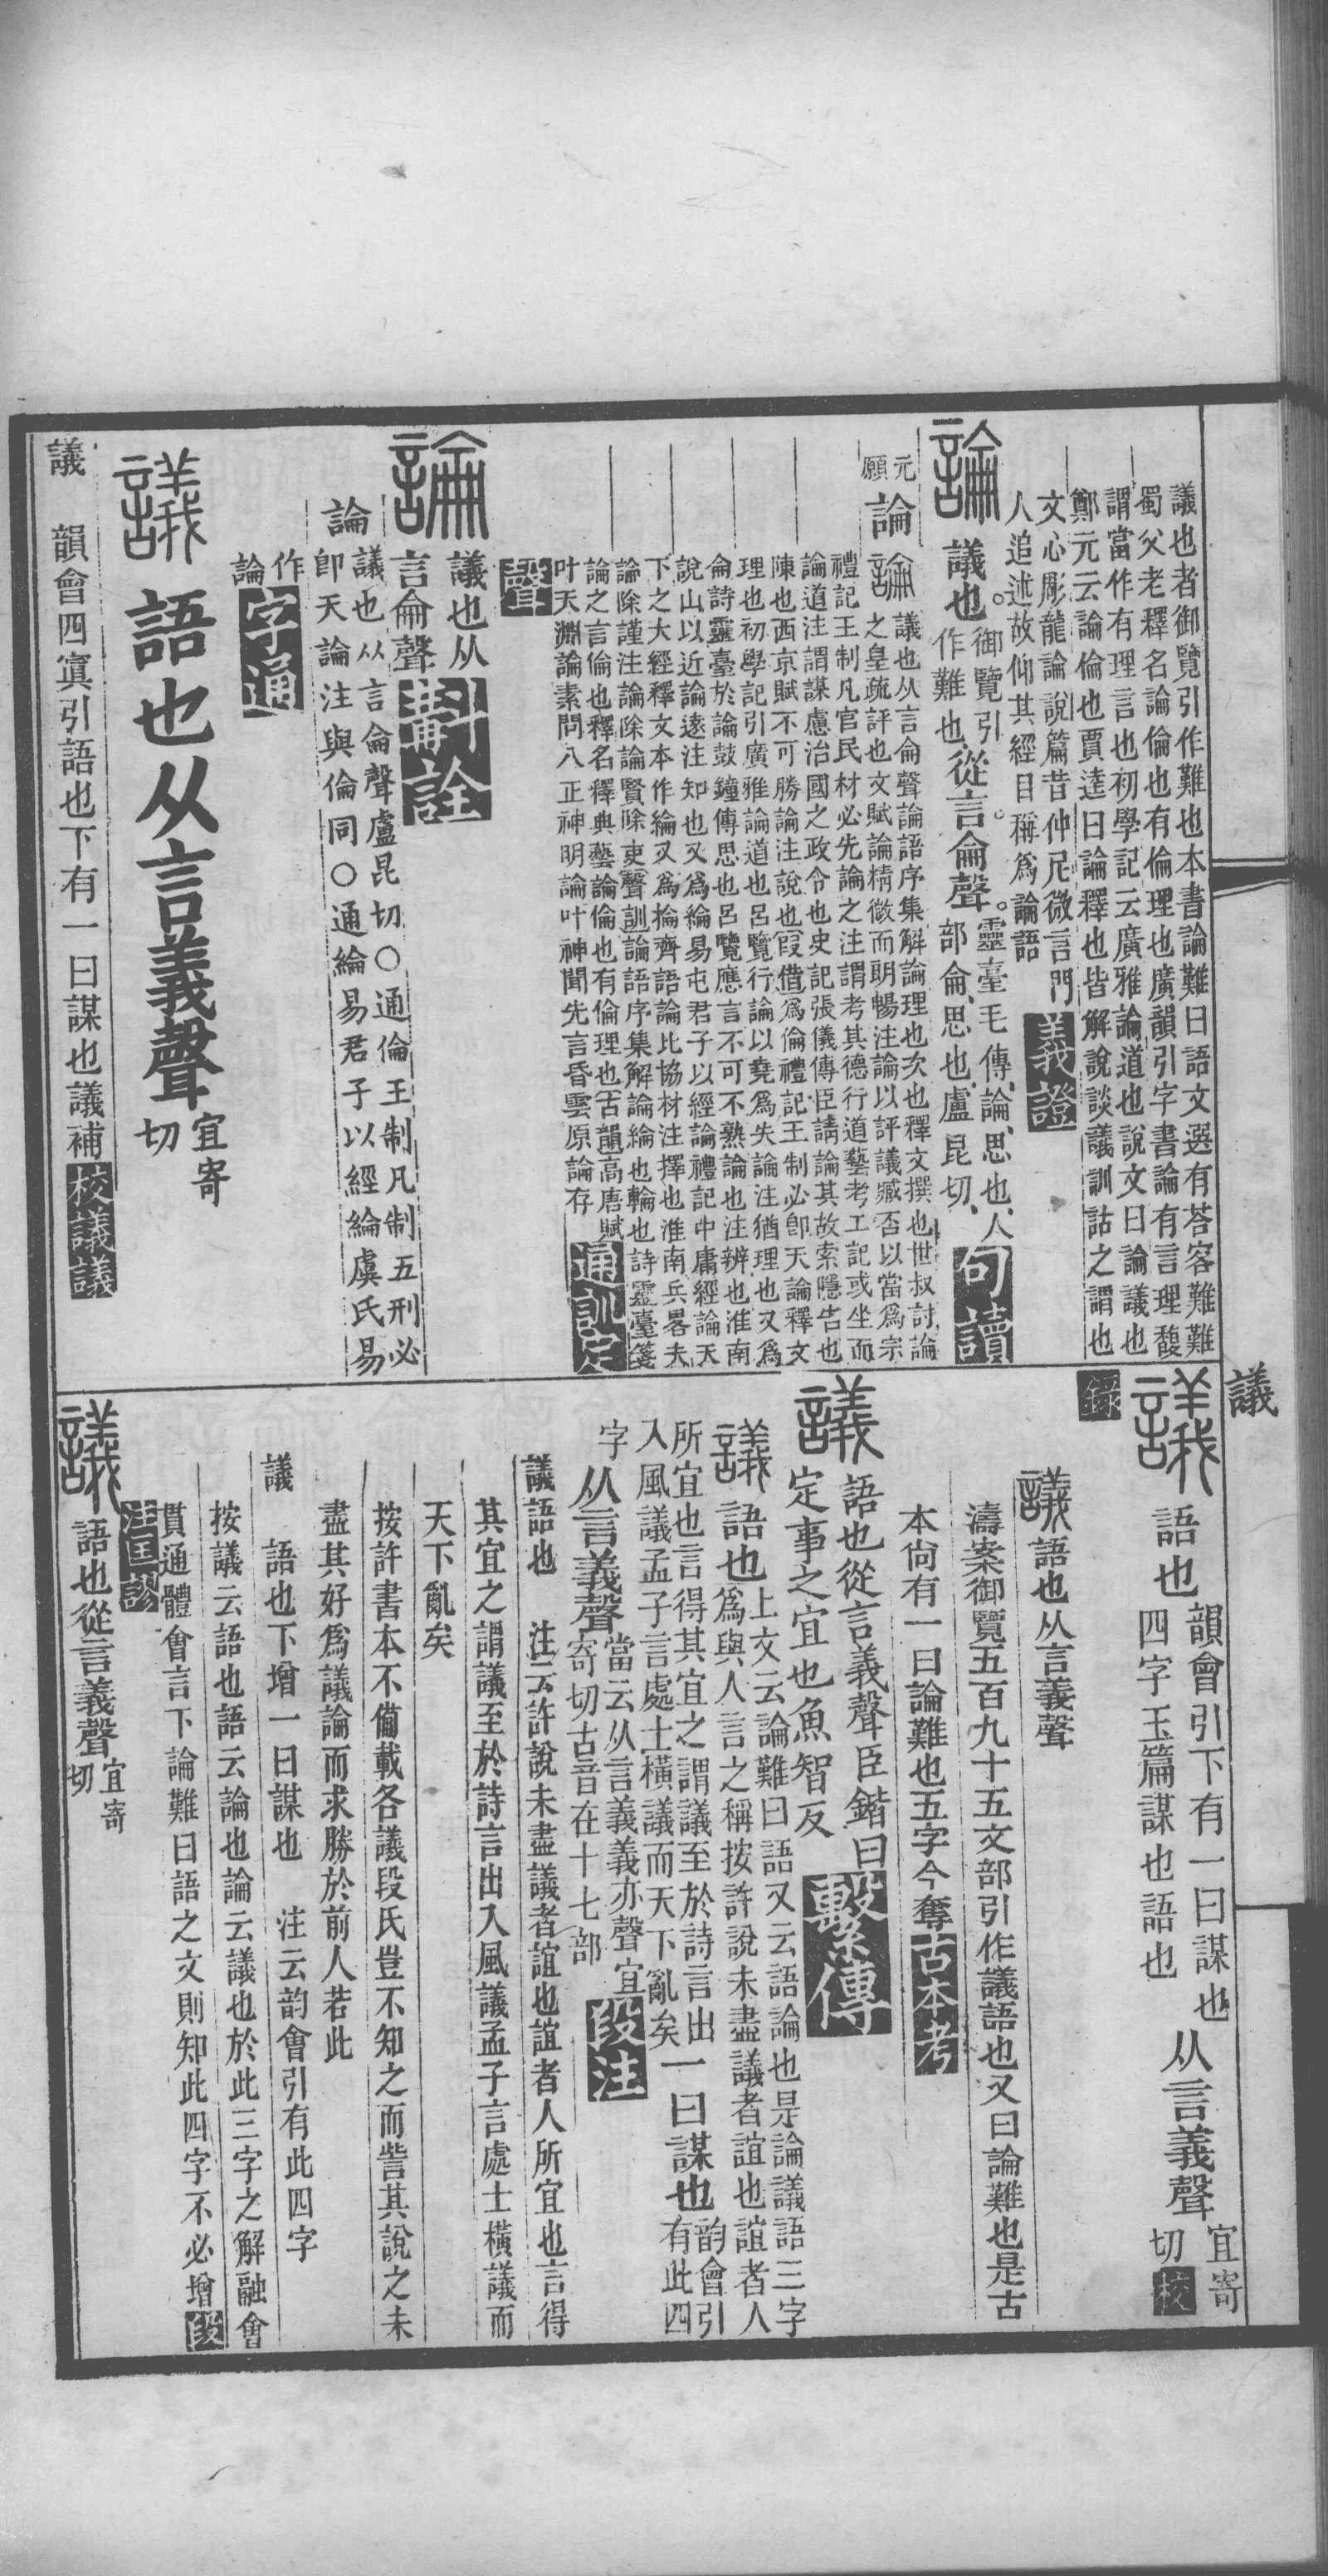 議也者御覽引作難也本書論難曰語文選有荅客難難
蜀父老釋名論倫也有倫理也廣韻引字書論有言理馥
謂當作有理言也初學記云廣雅論道也說文曰論議也
鄭元云論倫也賈逵曰論釋也皆解說談議訓詁之謂也
文心彫龍論說篇昔仲尼微言門
人追述故仰其經目稱爲論語
義證
論
議也。
御覽引
作難也
從言侖聲。
靈臺毛傳、論、思也、人
部侖、思也、盧昆切、
句讀
論
元
願
論議也从言侖聲論語序集解論理也次也釋文撰也世叔討論
之皇疏評也文賦論精微而朗暢注論以評議臧否以當爲宗
禮記王制凡官民材必先論之注謂考其德行道藝考工記或坐而
論道注謂謀慮治國之政令也史記張儀傳臣請論其故索隱告也
陳也西京賦不可勝論注說也叚借爲倫禮記王制必卽天論釋文
理也初學記引廣雅論道也呂覽行論以堯爲失論注猶理也又爲
侖詩靈臺於論鼓鐘傳思也呂覽應言不可不熟論也注辨也淮南
說山以近論遠注知也又爲綸易屯君子以經論禮記中庸經論天
下之大經釋文本作綸又爲掄齊語論比協材注擇也淮南兵畧夫
論除謹注論除論賢除吏聲訓論語序集解論綸也輪也詩靈臺箋
論之言倫也釋名釋典藝論倫也有倫理也古韻高唐賦
叶天淵論素問八正神明論叶神聞先言昏雲原論存
通訓定
聲
論
議也从
言侖聲
斠詮
論
議也从言侖聲盧昆切〇通倫王制凡制五刑必
卽天論注與倫同〇通綸易君子以經綸虞氏易
作
論
字通
議
語也从言義聲
宜寄
切
議
韻會四寘引語也下有一曰謀也議補
校議議
議
議
語也
韻會引下有一曰謀也
四字玉篇謀也語也
从言義聲
宜寄
切
校
錄
議語也从言義聲
濤案御覽五百九十五文部引作議語也又曰論難也是古
本尙有一曰論難也五字今奪
古本考
議
語也從言義聲臣鍇曰
定事之宜也魚智反
繫傳
議
語也
上文云論難曰語又云語論也是論議語三字
爲與人言之稱按許說未盡議者誼也誼者人
所宜也言得其宜之謂議至於詩言出
入風議孟子言處士橫議而天下亂矣
一曰謀也
韵會引
有此四
字
从言義聲
當云从言義義亦聲宜
寄切古音在十七部
段注
議語也
注云許說未盡議者誼也誼者人所宜也言得
其宜之謂議至於詩言出入風議孟子言處士橫議而
天下亂矣
按許書本不備載各議段氏豈不知之而訾其說之未
盡其好爲議論而求勝於前人若此
議
語也下增一曰謀也
注云韵會引有此四字
按議云語也語云論也論云議也於此三字之解融會
貫通體會言下論難曰語之文則知此四字不必增
段
注匡謬
議
語也從言義聲
宜寄
切